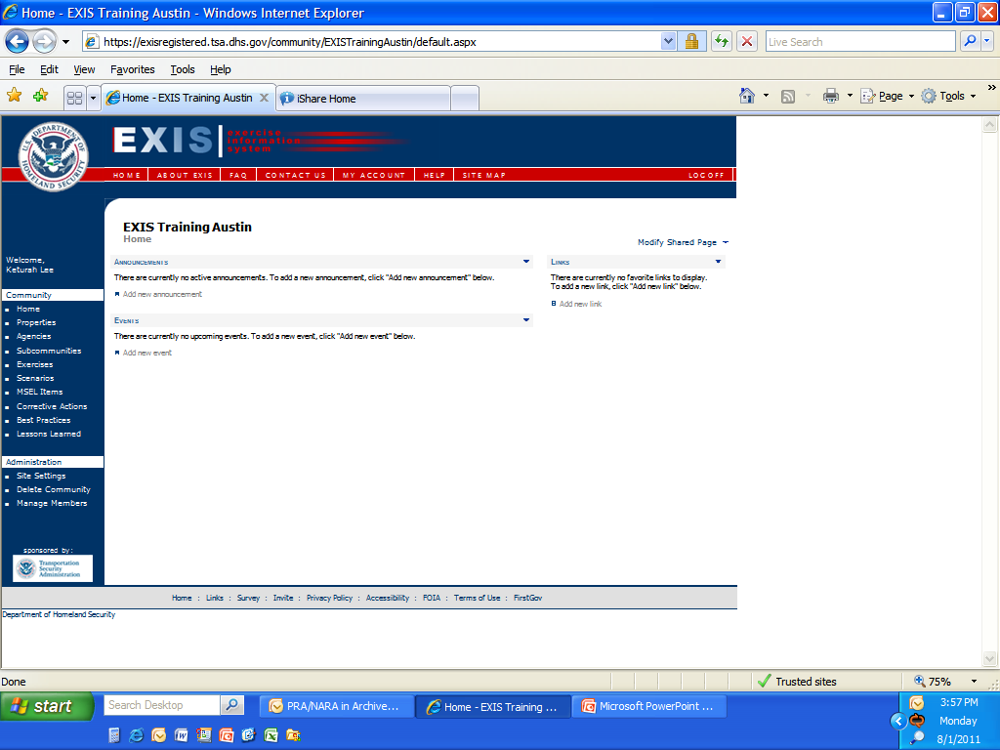 Home - EXIS Training Austin - Windows Internet Explorer
https://exisregistered.tsa.dhs.gov/community/EXISTrainingAustin/default.aspx
Live Search
File Edit View Favorites Tools Help
Home - EXIS Training Austin
iShare Home
Page Tools
U.S. DEPARTMENT OF HOMELAND SECURITY
EXIS
exercise
information
system
HOME ABOUT EXIS FAQ CONTACT US MY ACCOUNT HELP SITE MAP LOGOFF
EXIS Training Austin
Home
Modify Shared Page
Welcome,
Keturah Lee
Community
Home
Properties
Agencies
Subcommunities
Exercises
Scenarios
MSEL Items
Corrective Actions
Best Practices
Lessons Learned
Administration
Site Settings
Delete Community
Manage Members
sponsored by:
Transportation
Security
Administration
Announcements
There are currently no active announcements. To add a new announcement, click "Add new announcement" below.
Add new announcement
Events
There are currently no upcoming events. To add a new event, click "Add new event" below.
Add new event
Links
There are currently no favorite links to display.
To add a new link, click "Add new link" below.
Add new link
Home : Links : Survey : Invite : Privacy Policy : Accessibility : FOIA : Terms of Use : FirstGov
Department of Homeland Security
Done
Trusted sites
75%
start
Search Desktop
PRA/NARA in Archive...
Home - EXIS Training ...
Microsoft PowerPoint ...
3:57 PM
Monday
8/1/2011